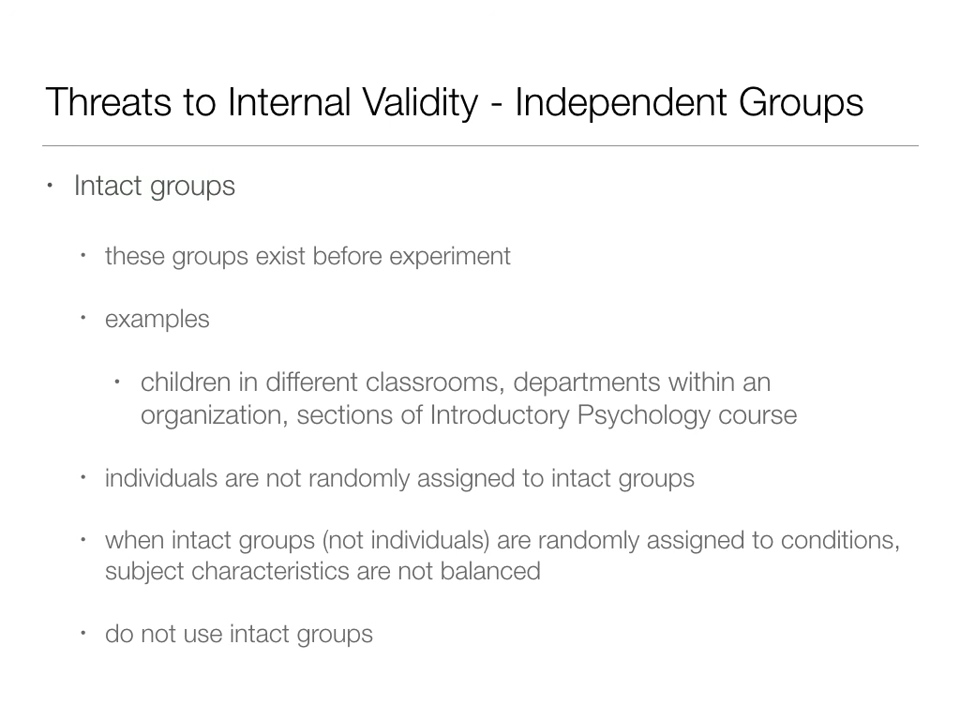 Threats to Internal Validity - Independent Groups
• Intact groups
• these groups exist before experiment
• examples
• children in different classrooms, departments within an
organization, sections of Introductory Psychology course
• individuals are not randomly assigned to intact groups
• when intact groups (not individuals) are randomly assigned to conditions,
subject characteristics are not balanced
• do not use intact groups